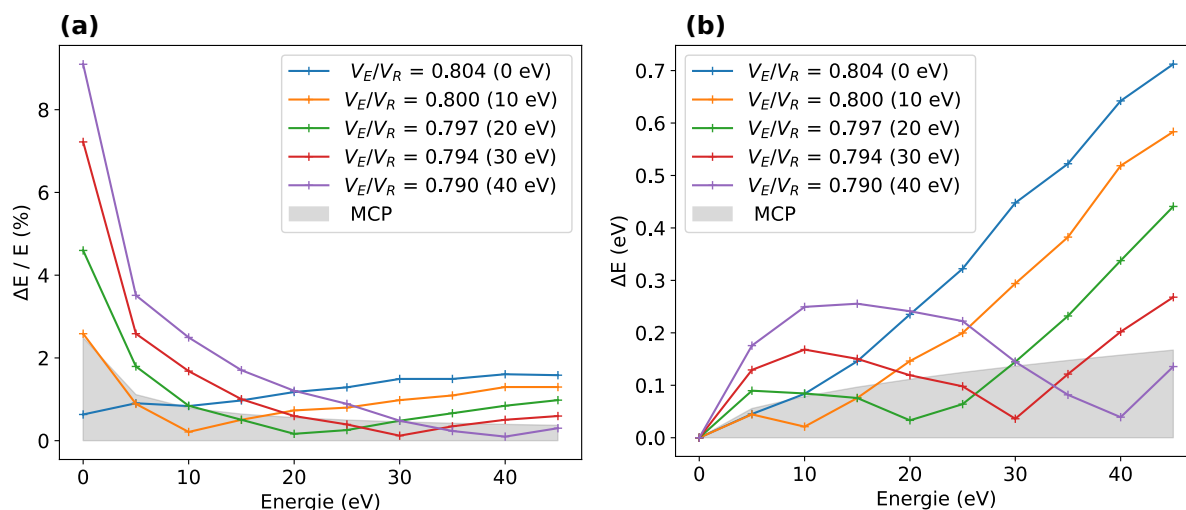 (a)
ΔE / E (%)
8
6
4
2
0
0 10 20 30 40
Energie (eV)
V_E/V_R = 0.804 (0 eV)
V_E/V_R = 0.800 (10 eV)
V_E/V_R = 0.797 (20 eV)
V_E/V_R = 0.794 (30 eV)
V_E/V_R = 0.790 (40 eV)
MCP
(b)
ΔE (eV)
0.7
0.6
0.5
0.4
0.3
0.2
0.1
0.0
0 10 20 30 40
Energie (eV)
V_E/V_R = 0.804 (0 eV)
V_E/V_R = 0.800 (10 eV)
V_E/V_R = 0.797 (20 eV)
V_E/V_R = 0.794 (30 eV)
V_E/V_R = 0.790 (40 eV)
MCP